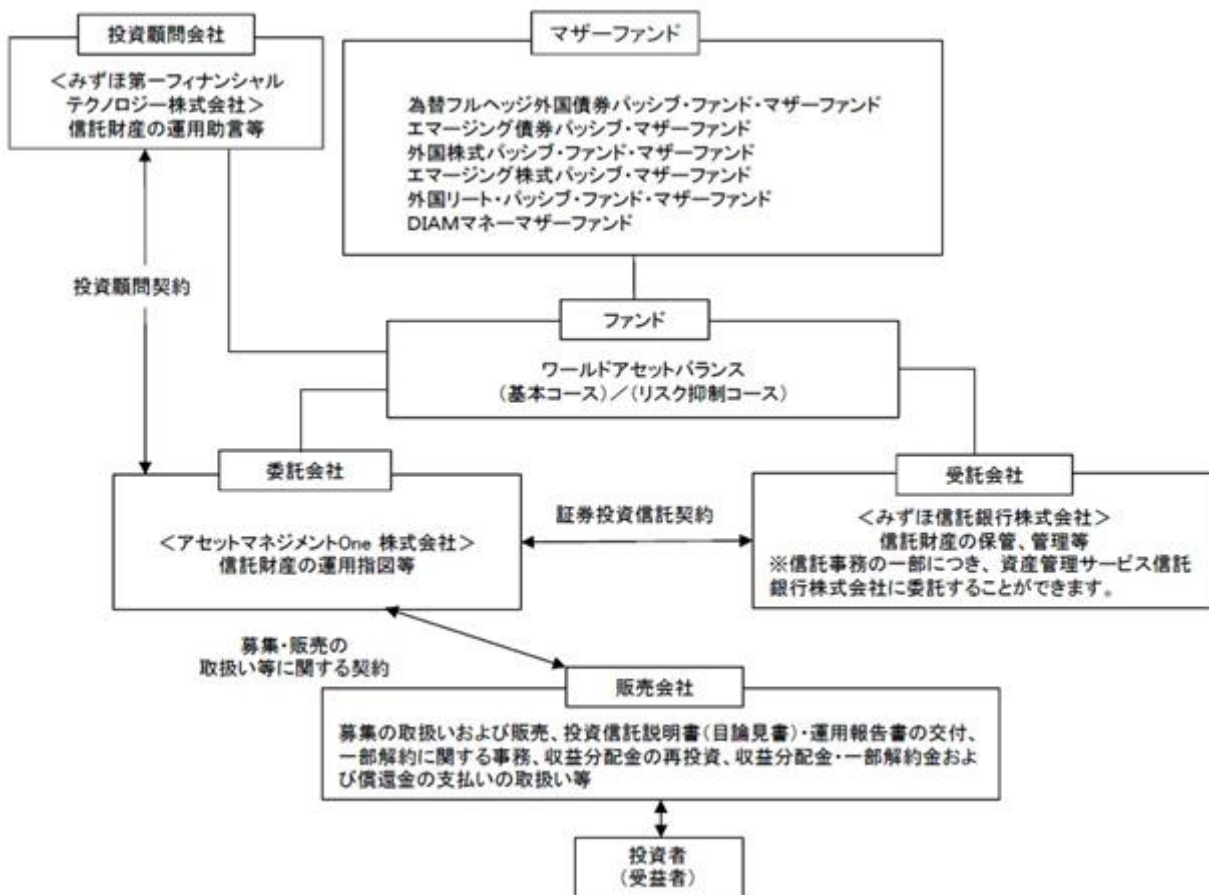 投資顧問会社
<みずほ第一フィナンシャル
テクノロジー株式会社>
信託財産の運用助言等
マザーファンド
為替フルヘッジ外国債券パッシブ・ファンド・マザーファンド
エマージング債券パッシブ・マザーファンド
外国株式パッシブ・ファンド・マザーファンド
エマージング株式パッシブ・マザーファンド
外国リート・パッシブ・ファンド・マザーファンド
DIAMマネーマザーファンド
投資顧問契約
ファンド
ワールドアセットバランス
(基本コース)/(リスク抑制コース)
委託会社
<アセットマネジメントOne 株式会社>
信託財産の運用指図等
証券投資信託契約
受託会社
<みずほ信託銀行株式会社>
信託財産の保管、管理等
※信託事務の一部につき、資産管理サービス信託
銀行株式会社に委託することができます。
募集・販売の
取扱い等に関する契約
販売会社
募集の取扱いおよび販売、投資信託説明書(目論見書)・運用報告書の交付、
一部解約に関する事務、収益分配金の再投資、収益分配金・一部解約金およ
び償還金の支払いの取扱い等
投資者
(受益者)